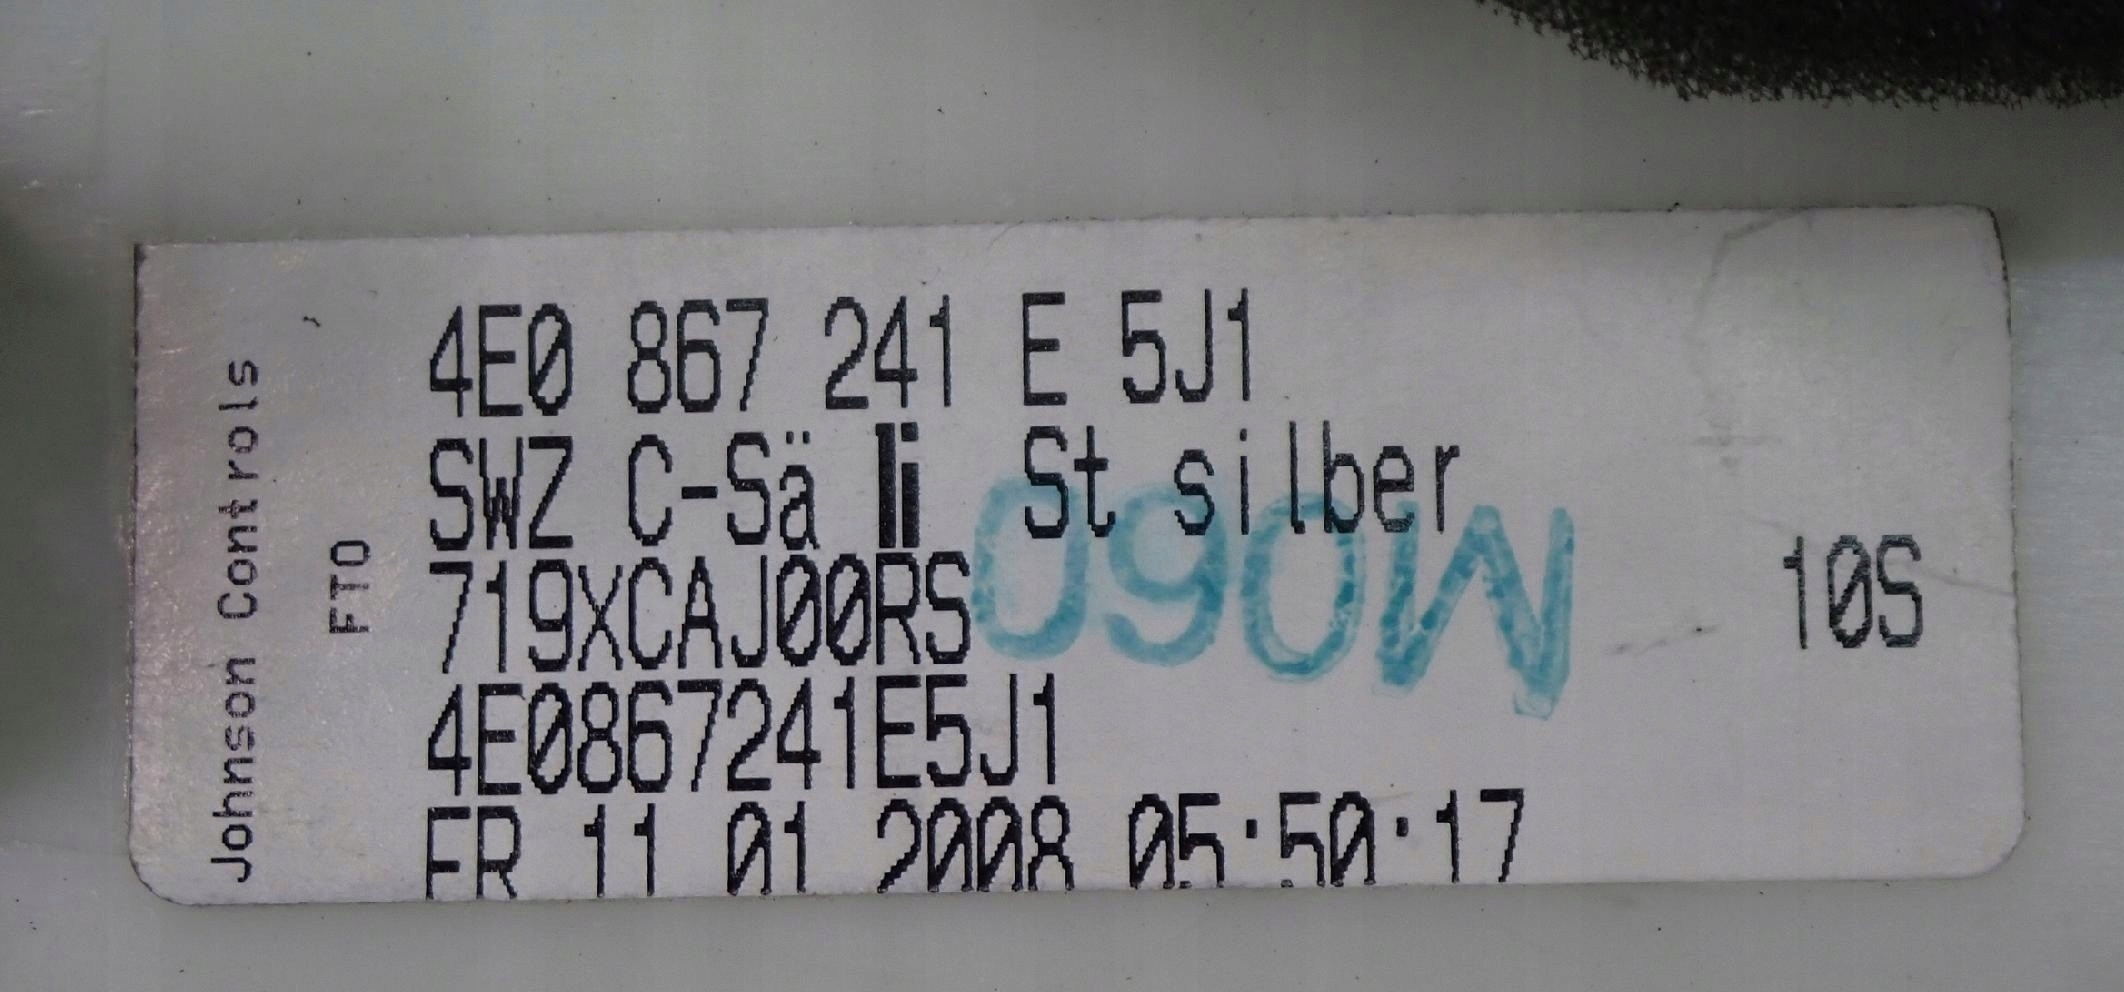 Johnson Controls
FTO
4E0 867 241 E 5J1
SWZ C-Sä li St silber
719XCAJ00RS
10S
4E0867241E5J1
FR 11 01 2008 05:50:17